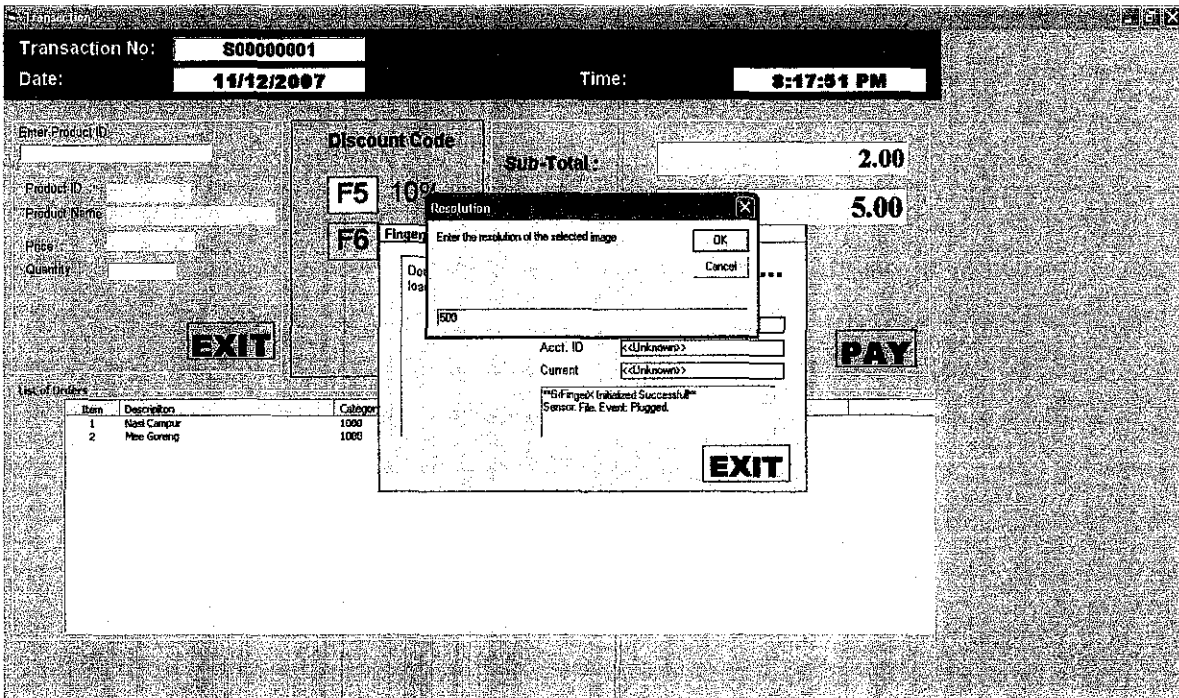 Transaction
Transaction No: S00000001
Date: 11/12/2007 Time: 8:17:51 PM
Enter Product ID
Discount Code
Sub-Total : 2.00
Product ID
F5 10%
5.00
Product Name
Resolution
Price
F6
Enter the resolution of the selected image
OK
Quantity
Cancel
500
EXIT
Acct. ID <<Unknown>>
PAY
Current <<Unknown>>
List of Orders
**GrFingerX Initialized Successfull**
Sensor: File. Event: Plugged.
Item Descripiton
1 Nasi Campur 1000
2 Mee Goreng 1000
EXIT